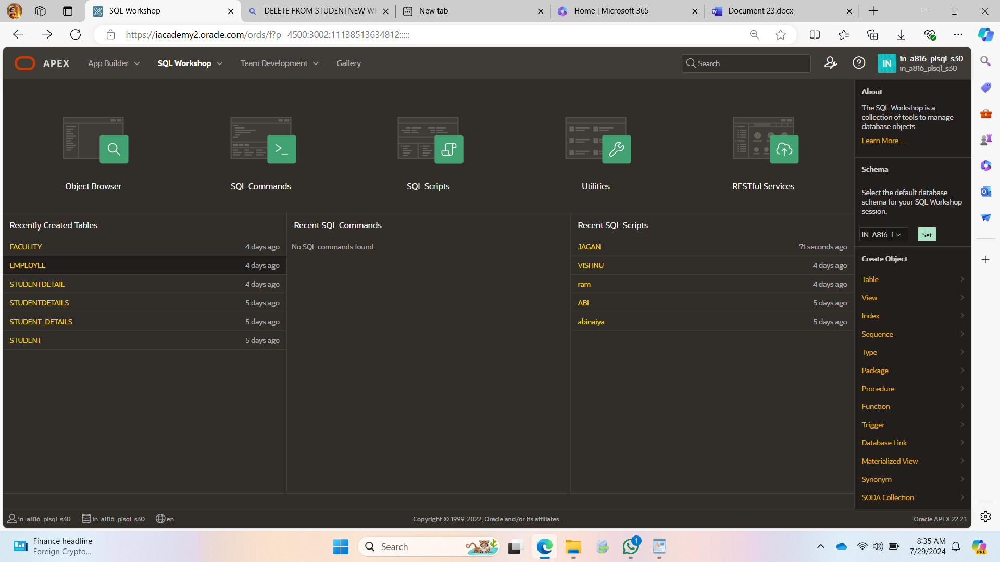 SQL Workshop
DELETE FROM STUDENTNEW WH
New tab
Home | Microsoft 365
Document 23.docx
https://iacademy2.oracle.com/ords/f?p=4500:3002:11138513634812:::::
APEX
App Builder
SQL Workshop
Team Development
Gallery
Search
IN
in_a816_plsql_s30
in_a816_plsql_s30
Object Browser
SQL Commands
SQL Scripts
Utilities
RESTful Services
About
The SQL Workshop is a
collection of tools to manage
database objects.
Learn More ...
Schema
Select the default database
schema for your SQL Workshop
session.
IN_A816_I
Set
Recently Created Tables
FACULITY 4 days ago
EMPLOYEE 4 days ago
STUDENTDETAIL 4 days ago
STUDENTDETAILS 5 days ago
STUDENT_DETAILS 5 days ago
STUDENT 5 days ago
Recent SQL Commands
No SQL commands found
Recent SQL Scripts
JAGAN 71 seconds ago
VISHNU 4 days ago
ram 4 days ago
ABI 5 days ago
abinaiya 5 days ago
Create Object
Table
View
Index
Sequence
Type
Package
Procedure
Function
Trigger
Database Link
Materialized View
Synonym
SODA Collection
in_a816_plsql_s30
in_a816_plsql_s30
en
Copyright © 1999, 2022, Oracle and/or its affiliates.
Oracle APEX 22.2.1
Finance headline
Foreign Crypto...
Search
1
8:35 AM
7/29/2024
PRE